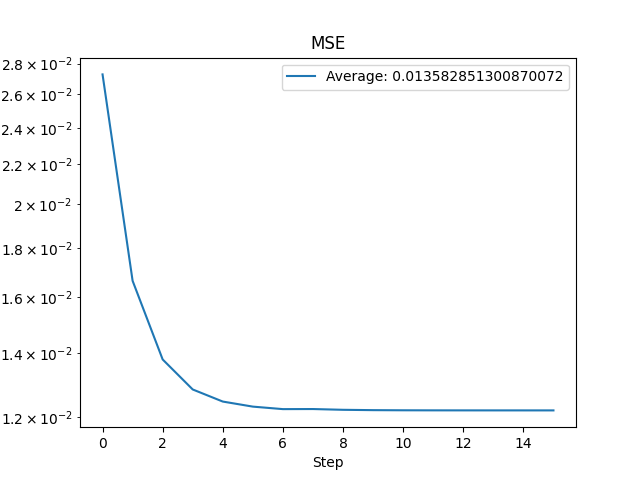 MSE
Average: 0.013582851300870072
2.8 × 10⁻²
2.6 × 10⁻²
2.4 × 10⁻²
2.2 × 10⁻²
2 × 10⁻²
1.8 × 10⁻²
1.6 × 10⁻²
1.4 × 10⁻²
1.2 × 10⁻²
0 2 4 6 8 10 12 14
Step